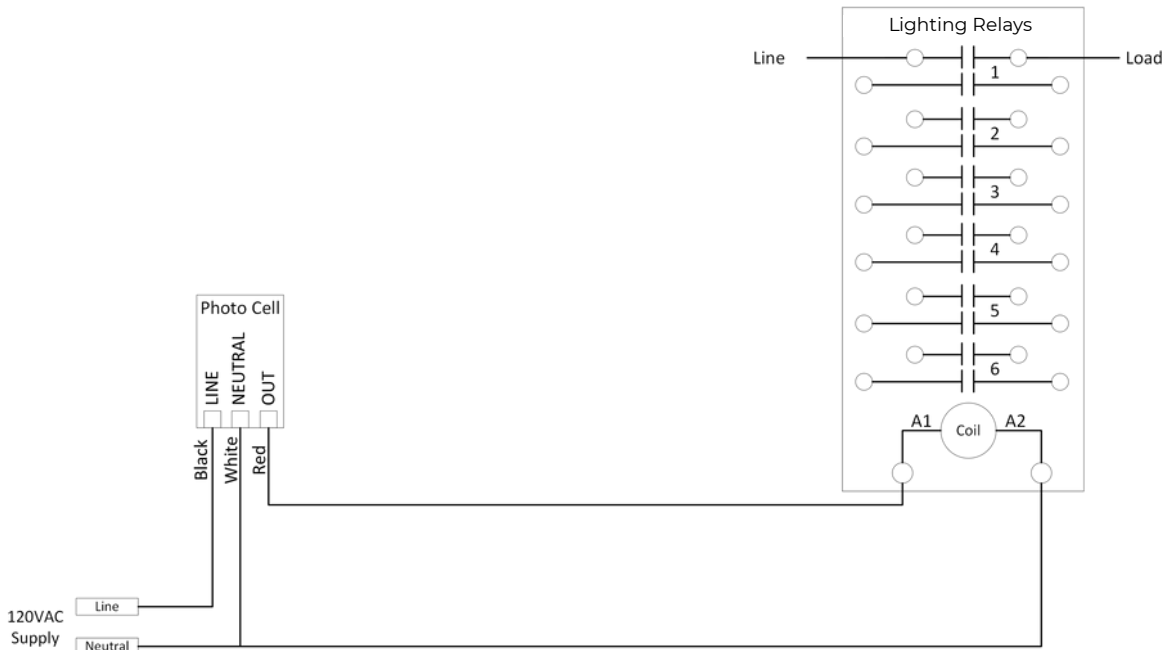 Lighting Relays
Line
Load
1
2
3
4
5
6
A1
Coil
A2
Photo Cell
LINE
NEUTRAL
OUT
Black
White
Red
120VAC
Supply
Line
Neutral